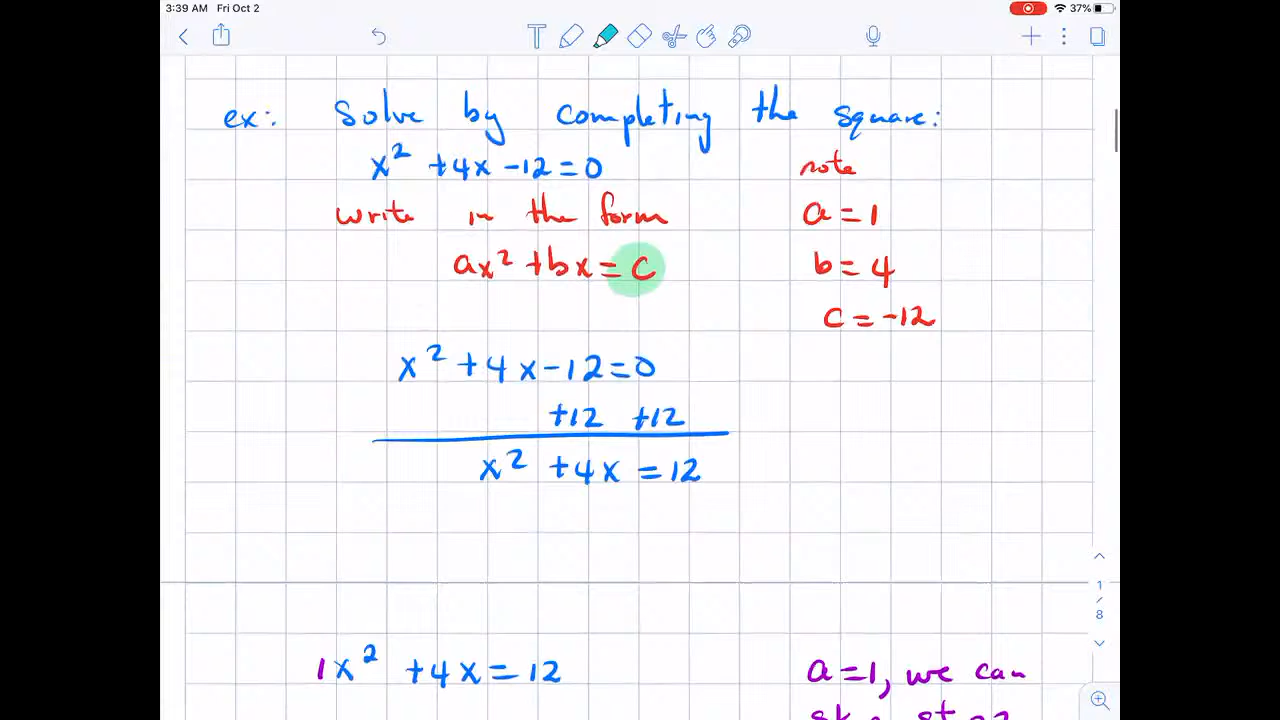 3:39 AM Fri Oct 2
37%
ex: Solve by completing the square:
x² +4x -12=0
note
write in the form
a=1
ax² +bx=c
b=4
c=-12
x²+4x-12=0
+12 +12
x² +4x =12
1
/
8
1x² +4x=12
a=1, we can